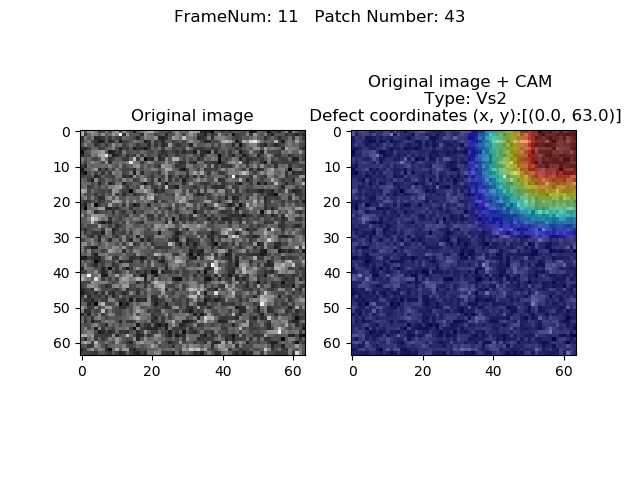 FrameNum: 11   Patch Number: 43
Original image
0
10
20
30
40
50
60
0 20 40 60
Original image + CAM
Type: Vs2
Defect coordinates (x, y):[(0.0, 63.0)]
0
10
20
30
40
50
60
0 20 40 60